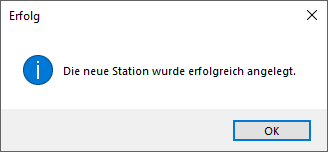 Erfolg
Die neue Station wurde erfolgreich angelegt.
OK